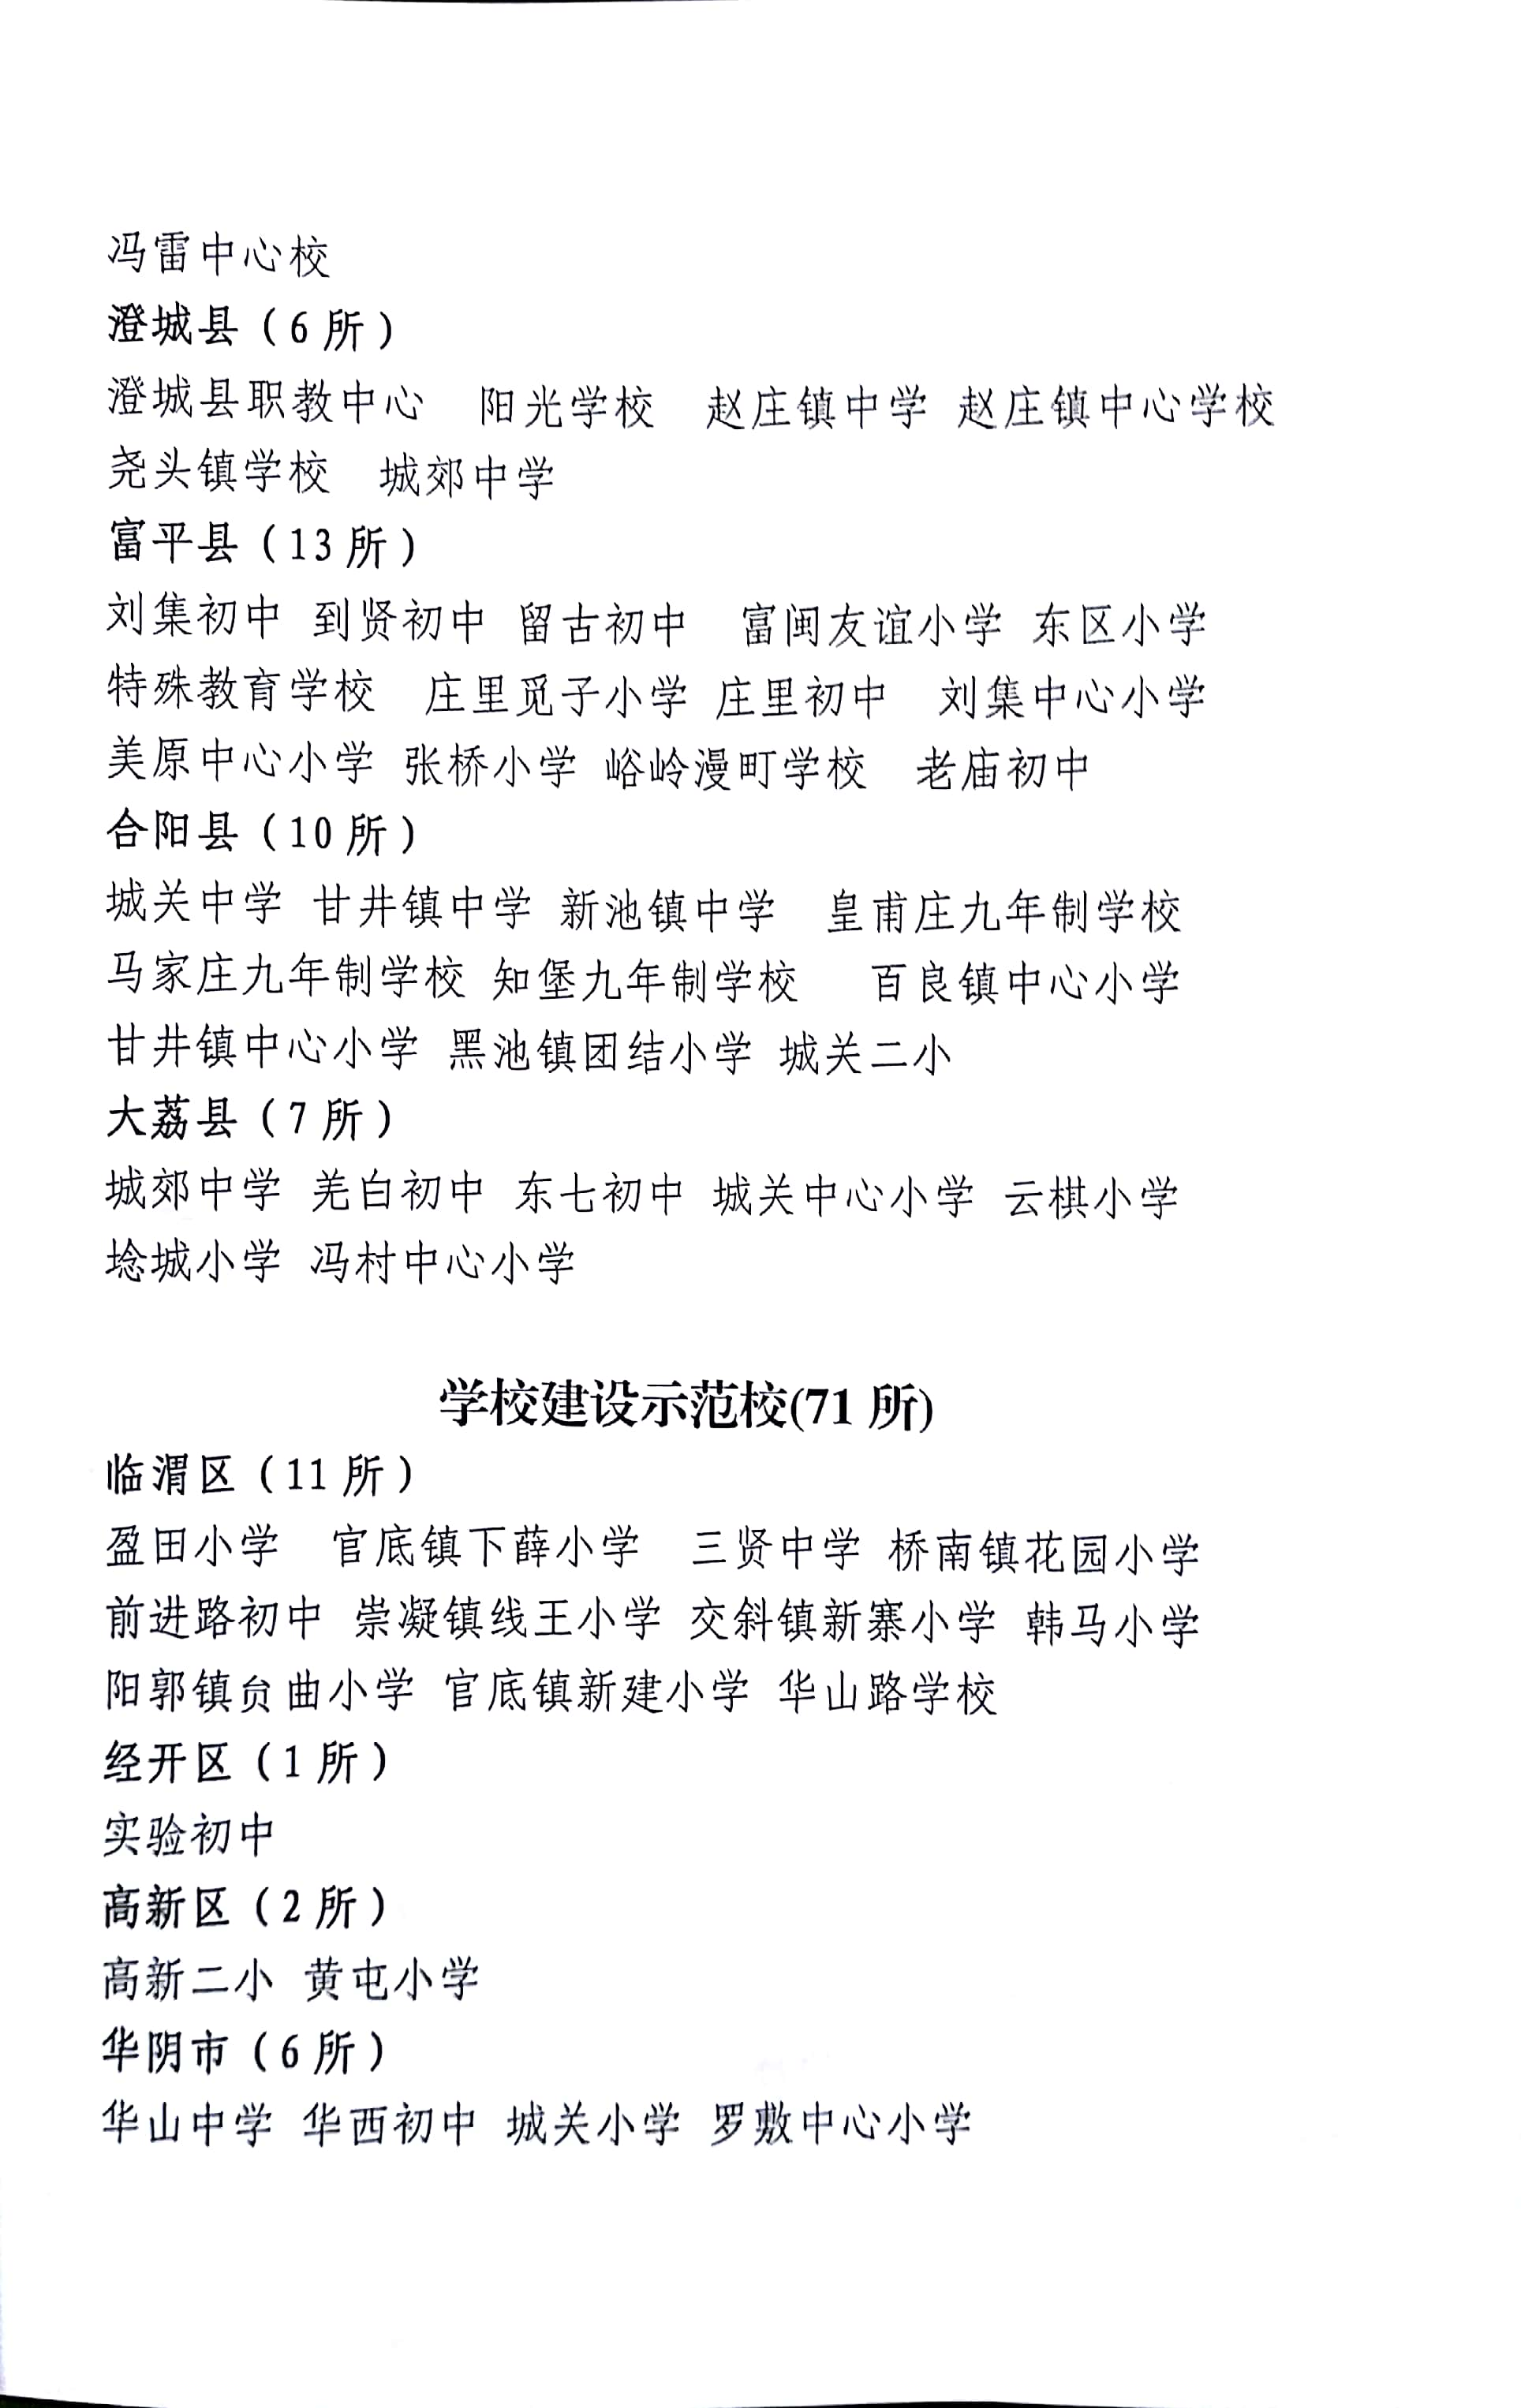 冯雷中心校
澄城县（6 所）
澄城县职教中心 阳光学校 赵庄镇中学 赵庄镇中心学校
尧头镇学校 城郊中学
富平县（13 所）
刘集初中 到贤初中 留古初中 富闽友谊小学 东区小学
特殊教育学校 庄里觅子小学 庄里初中 刘集中心小学
美原中心小学 张桥小学 峪岭漫町学校 老庙初中
合阳县（10 所）
城关中学 甘井镇中学 新池镇中学 皇甫庄九年制学校
马家庄九年制学校 知堡九年制学校 百良镇中心小学
甘井镇中心小学 黑池镇团结小学 城关二小
大荔县（7 所）
城郊中学 羌白初中 东七初中 城关中心小学 云棋小学
埝城小学 冯村中心小学
学校建设示范校(71 所)
临渭区（11 所）
盈田小学 官底镇下薛小学 三贤中学 桥南镇花园小学
前进路初中 崇凝镇线王小学 交斜镇新寨小学 韩马小学
阳郭镇贠曲小学 官底镇新建小学 华山路学校
经开区（1 所）
实验初中
高新区（2 所）
高新二小 黄屯小学
华阴市（6 所）
华山中学 华西初中 城关小学 罗敷中心小学